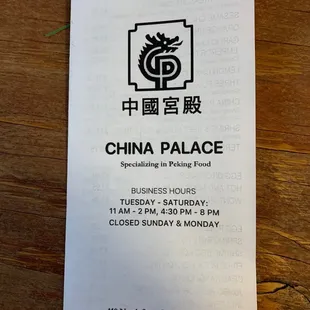 CP
中國宮殿
CHINA PALACE
Specializing in Peking Food
BUSINESS HOURS
TUESDAY - SATURDAY:
11 AM - 2 PM, 4:30 PM - 8 PM
CLOSED SUNDAY & MONDAY